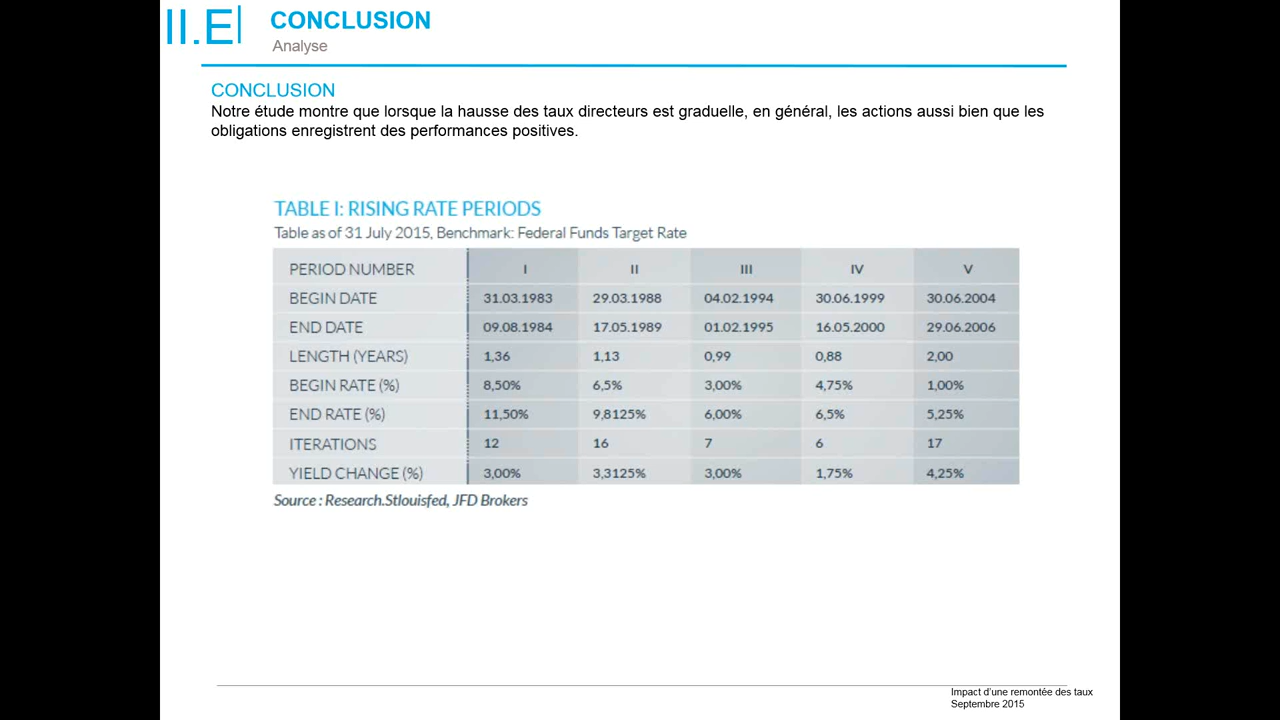 II.E
CONCLUSION
Analyse
CONCLUSION
Notre étude montre que lorsque la hausse des taux directeurs est graduelle, en général, les actions aussi bien que les
obligations enregistrent des performances positives.
TABLE I: RISING RATE PERIODS
Table as of 31 July 2015, Benchmark: Federal Funds Target Rate
PERIOD NUMBER I II III IV V
BEGIN DATE 31.03.1983 29.03.1988 04.02.1994 30.06.1999 30.06.2004
END DATE 09.08.1984 17.05.1989 01.02.1995 16.05.2000 29.06.2006
LENGTH (YEARS) 1,36 1,13 0,99 0,88 2,00
BEGIN RATE (%) 8,50% 6,5% 3,00% 4,75% 1,00%
END RATE (%) 11,50% 9,8125% 6,00% 6,5% 5,25%
ITERATIONS 12 16 7 6 17
YIELD CHANGE (%) 3,00% 3,3125% 3,00% 1,75% 4,25%
Source : Research.Stlouisfed, JFD Brokers
Impact d'une remontée des taux
Septembre 2015